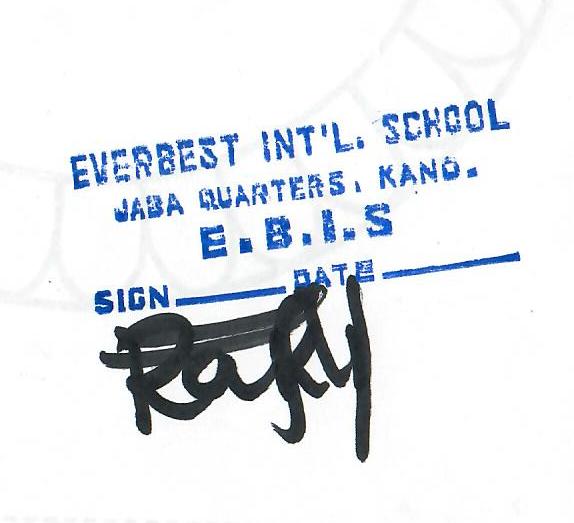 EVERBEST INT'L. SCHOOL
JABA QUARTERS, KANO.
E.B.I.S
SIGN DATE